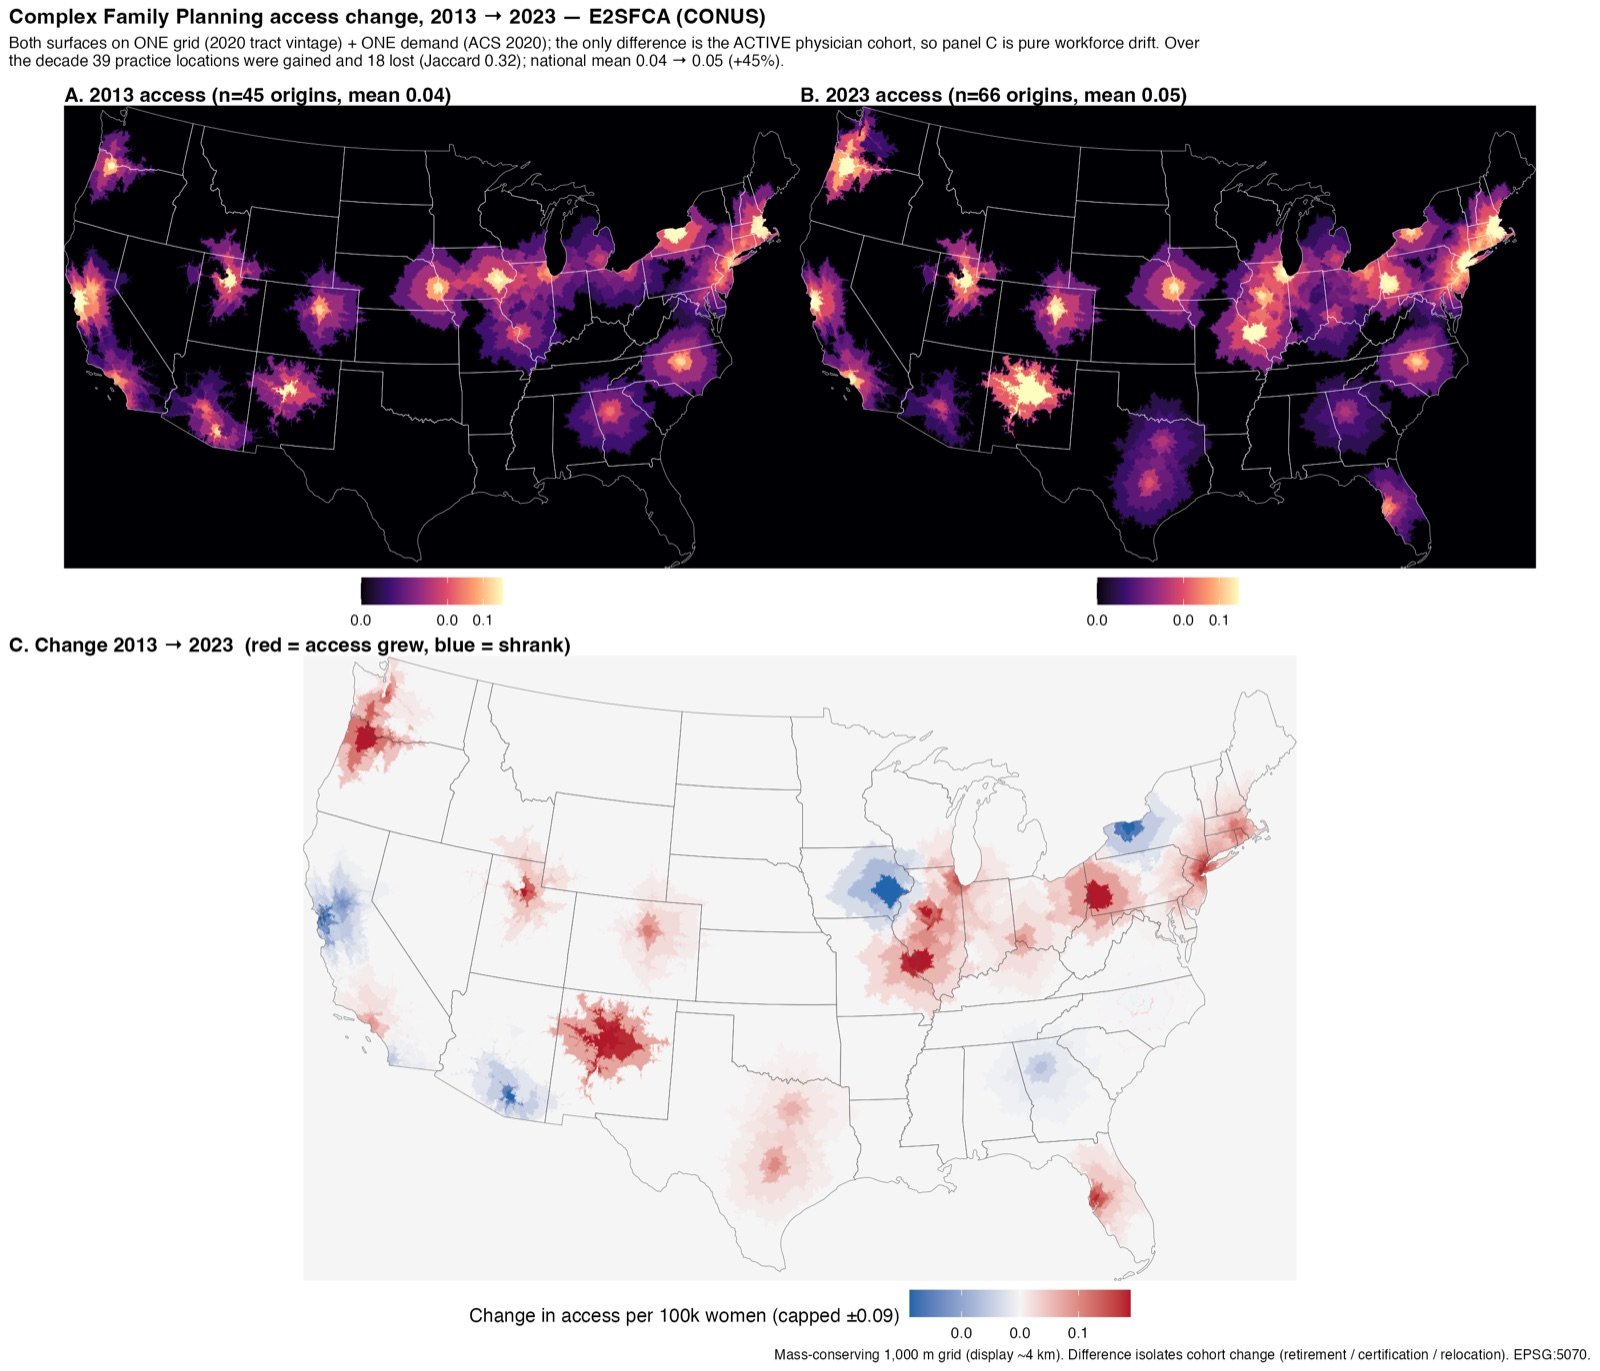 Complex Family Planning access change, 2013 → 2023 — E2SFCA (CONUS)
Both surfaces on ONE grid (2020 tract vintage) + ONE demand (ACS 2020); the only difference is the ACTIVE physician cohort, so panel C is pure workforce drift. Over
the decade 39 practice locations were gained and 18 lost (Jaccard 0.32); national mean 0.04 → 0.05 (+45%).
A. 2013 access (n=45 origins, mean 0.04)
B. 2023 access (n=66 origins, mean 0.05)
0.0 0.0 0.1
0.0 0.0 0.1
C. Change 2013 → 2023 (red = access grew, blue = shrank)
Change in access per 100k women (capped ±0.09)
0.0 0.0 0.1
Mass-conserving 1,000 m grid (display ~4 km). Difference isolates cohort change (retirement / certification / relocation). EPSG:5070.